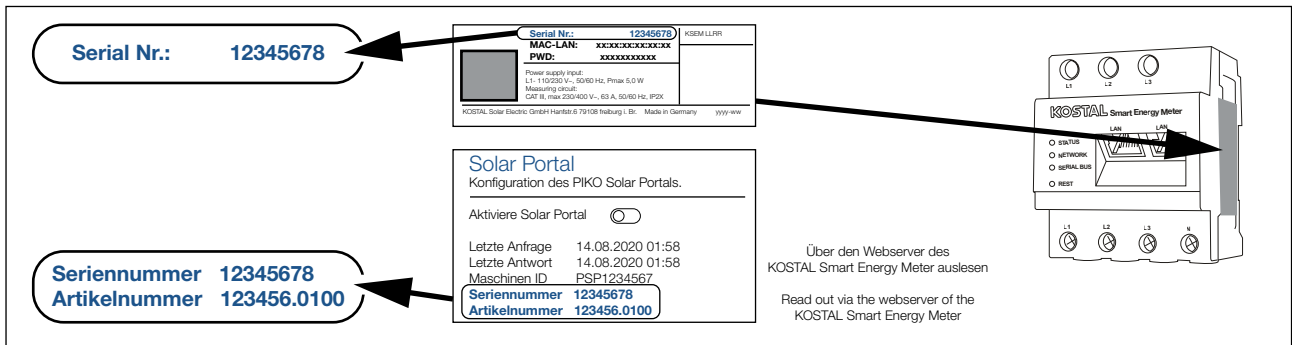 Serial Nr.: 12345678
Serial Nr.: 12345678
MAC-LAN: xx:xx:xx:xx:xx:xx
PWD: xxxxxxxxxxx
KSEM LLRR
Power supply input:
L1- 110/230 V~, 50/60 Hz, Pmax 5,0 W
Measuring circuit:
CAT III, max 230/400 V~, 63 A, 50/60 Hz, IP2X
KOSTAL Solar Electric GmbH Hanfstr.6 79108 freiburg i. Br. Made in Germany yyyy-ww
L1 L2 L3
KOSTAL Smart Energy Meter
LAN LAN
STATUS
NETWORK
SERIAL BUS
REST
L1 L2 L3 N
Solar Portal
Konfiguration des PIKO Solar Portals.
Aktiviere Solar Portal
Letzte Anfrage 14.08.2020 01:58
Letzte Antwort 14.08.2020 01:58
Maschinen ID PSP1234567
Seriennummer 12345678
Artikelnummer 123456.0100
Seriennummer 12345678
Artikelnummer 123456.0100
Über den Webserver des
KOSTAL Smart Energy Meter auslesen
Read out via the webserver of the
KOSTAL Smart Energy Meter